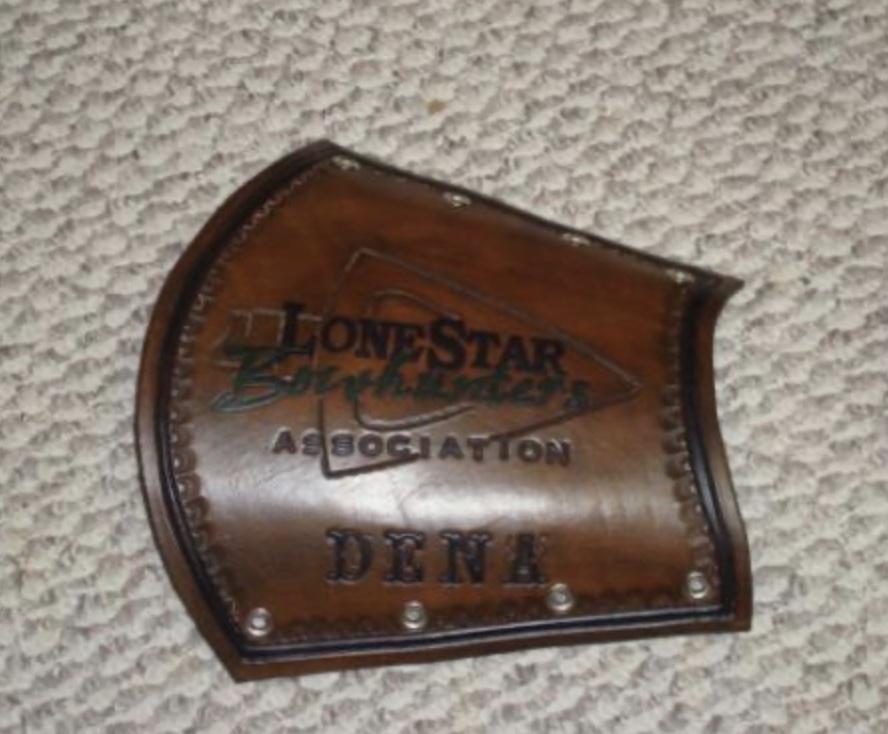 LONESTAR
Bowhunters
ASSOCIATION
DENA